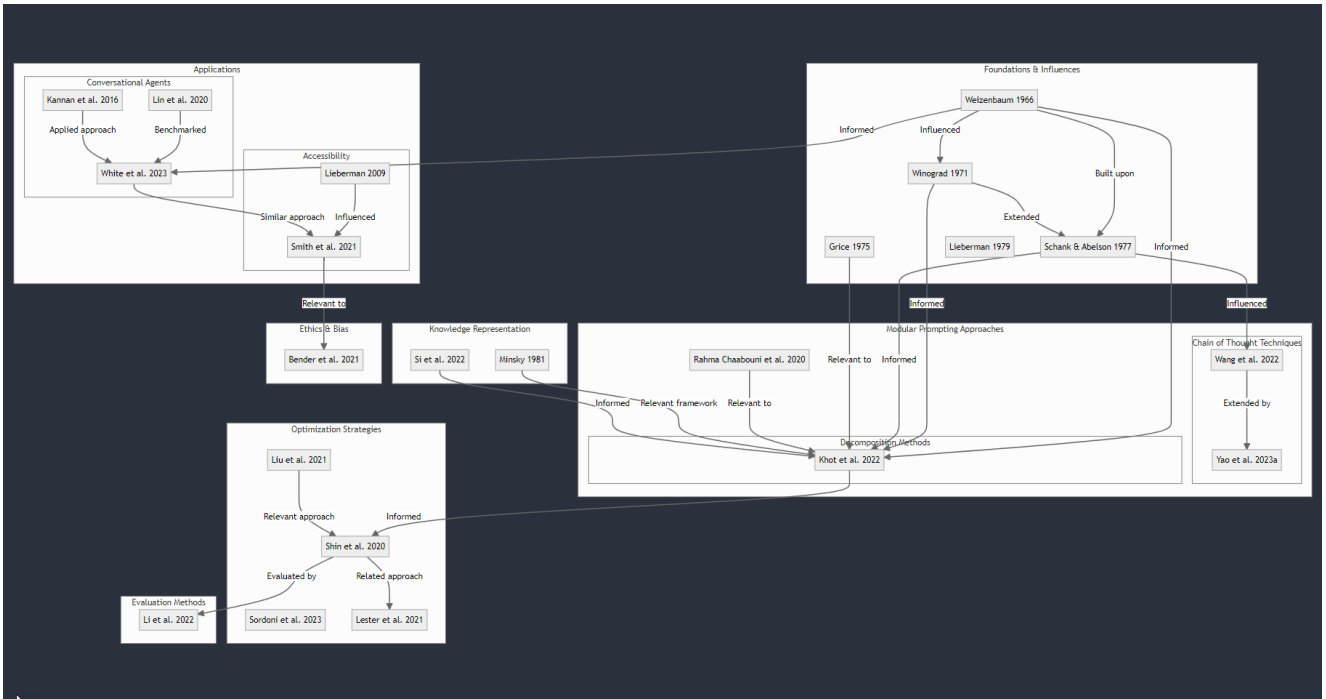 Applications
Conversational Agents
Kannan et al. 2016
Lin et al. 2020
Applied approach
Benchmarked
White et al. 2023
Accessibility
Lieberman 2009
Similar approach
Influenced
Smith et al. 2021
Foundations & Influences
Weizenbaum 1966
Informed
Influenced
Winograd 1971
Built upon
Extended
Grice 1975
Lieberman 1979
Schank & Abelson 1977
Informed
Relevant to
Informed
Influenced
Ethics & Bias
Bender et al. 2021
Knowledge Representation
Si et al. 2022
Minsky 1981
Modular Prompting Approaches
Rahma Chaabouni et al. 2020
Relevant to
Informed
Chain of Thought Techniques
Wang et al. 2022
Informed
Relevant framework
Relevant to
Extended by
Decomposition Methods
Khot et al. 2022
Yao et al. 2023a
Optimization Strategies
Liu et al. 2021
Relevant approach
Informed
Shin et al. 2020
Evaluated by
Related approach
Evaluation Methods
Li et al. 2022
Sordoni et al. 2023
Lester et al. 2021